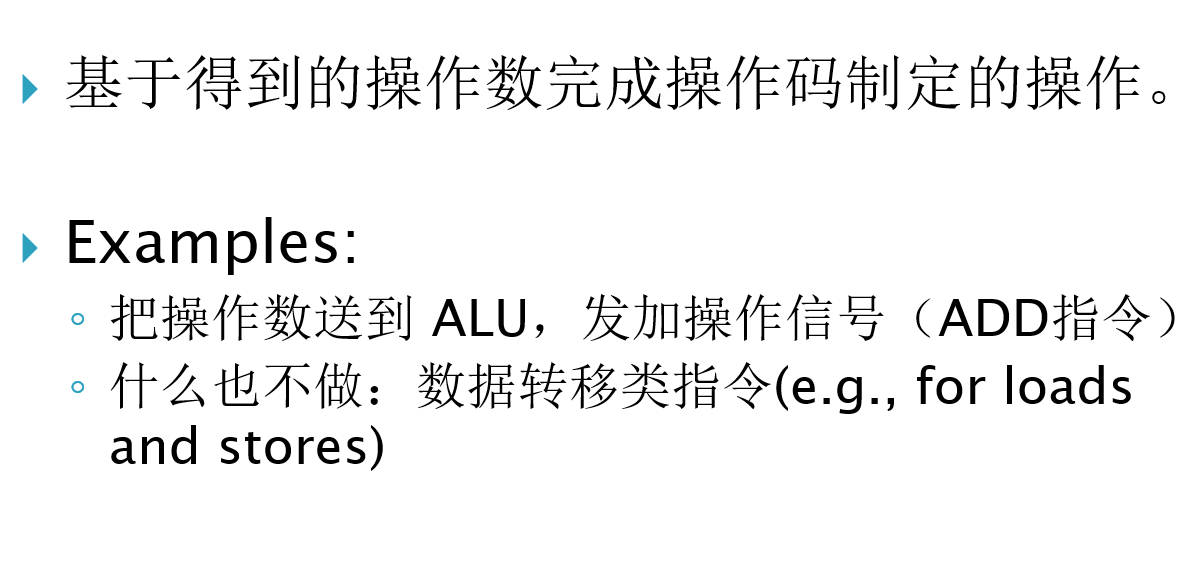 基于得到的操作数完成操作码制定的操作。
Examples:
把操作数送到 ALU，发加操作信号（ADD指令）
什么也不做：数据转移类指令(e.g., for loads
and stores)